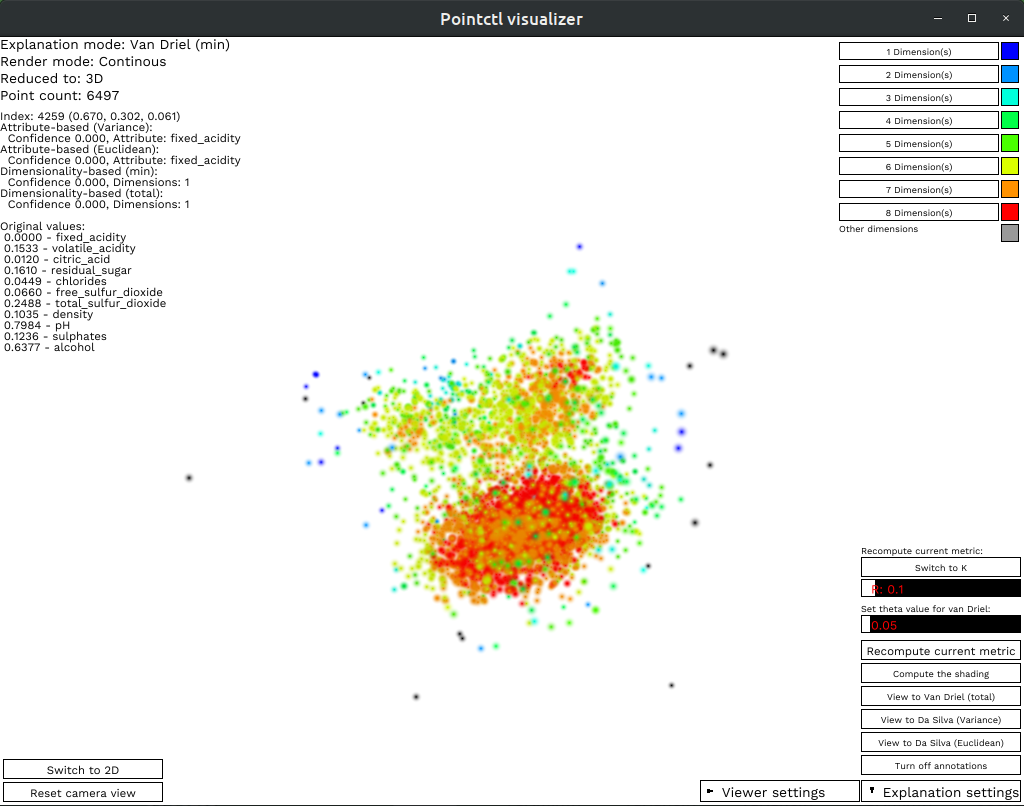 Pointctl visualizer
Explanation mode: Van Driel (min)
Render mode: Continous
Reduced to: 3D
Point count: 6497
Index: 4259 (0.670, 0.302, 0.061)
Attribute-based (Variance):
Confidence 0.000, Attribute: fixed_acidity
Attribute-based (Euclidean):
Confidence 0.000, Attribute: fixed_acidity
Dimensionality-based (min):
Confidence 0.000, Dimensions: 1
Dimensionality-based (total):
Confidence 0.000, Dimensions: 1
Original values:
0.0000 - fixed_acidity
0.1533 - volatile_acidity
0.0120 - citric_acid
0.1610 - residual_sugar
0.0449 - chlorides
0.0660 - free_sulfur_dioxide
0.2488 - total_sulfur_dioxide
0.1035 - density
0.7984 - pH
0.1236 - sulphates
0.6377 - alcohol
1 Dimension(s)
2 Dimension(s)
3 Dimension(s)
4 Dimension(s)
5 Dimension(s)
6 Dimension(s)
7 Dimension(s)
8 Dimension(s)
Other dimensions
Recompute current metric:
Switch to K
R: 0.1
Set theta value for van Driel:
0.05
Recompute current metric
Compute the shading
View to Van Driel (total)
View to Da Silva (Variance)
View to Da Silva (Euclidean)
Turn off annotations
Switch to 2D
Reset camera view
Viewer settings
Explanation settings